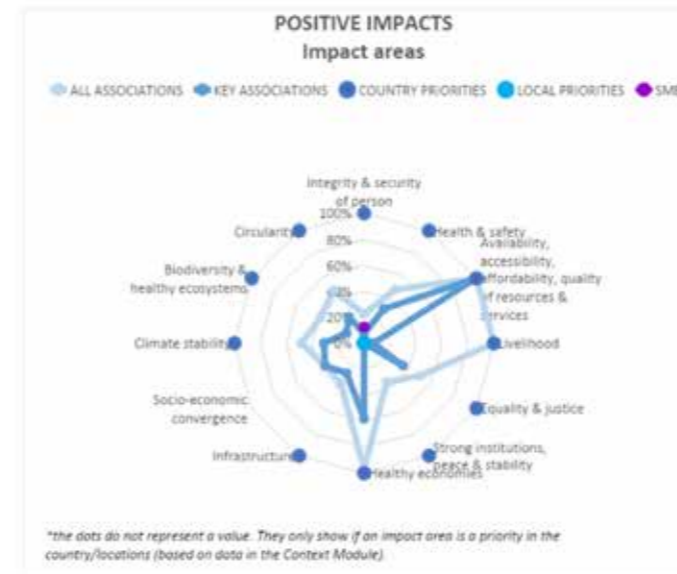 POSITIVE IMPACTS
Impact areas
ALL ASSOCIATIONS KEY ASSOCIATIONS COUNTRY PRIORITIES LOCAL PRIORITIES SME
Integrity & security
of person
100%
80%
60%
40%
20%
0%
Health & safety
Availability,
accessibility,
affordability, quality
of resources &
services
Livelihood
Equality & justice
Strong institutions,
peace & stability
Healthy economies
Infrastructure
Socio-economic
convergence
Climate stability
Biodiversity &
healthy ecosystems
Circularity
*the dots do not represent a value. They only show if an impact area is a priority in the
country/locations (based on data in the Context Module).